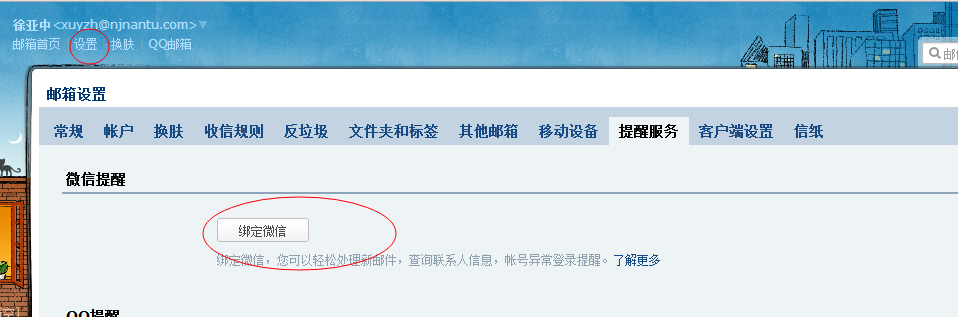 徐亚中<xuyzh@njnantu.com>
邮箱首页 | 设置 - 换肤 | QQ邮箱
邮箱设置
常规 帐户 换肤 收信规则 反垃圾 文件夹和标签 其他邮箱 移动设备 提醒服务 客户端设置 信纸
微信提醒
绑定微信
绑定微信，您可以轻松处理新邮件，查询联系人信息，帐号异常登录提醒。了解更多
QQ提醒